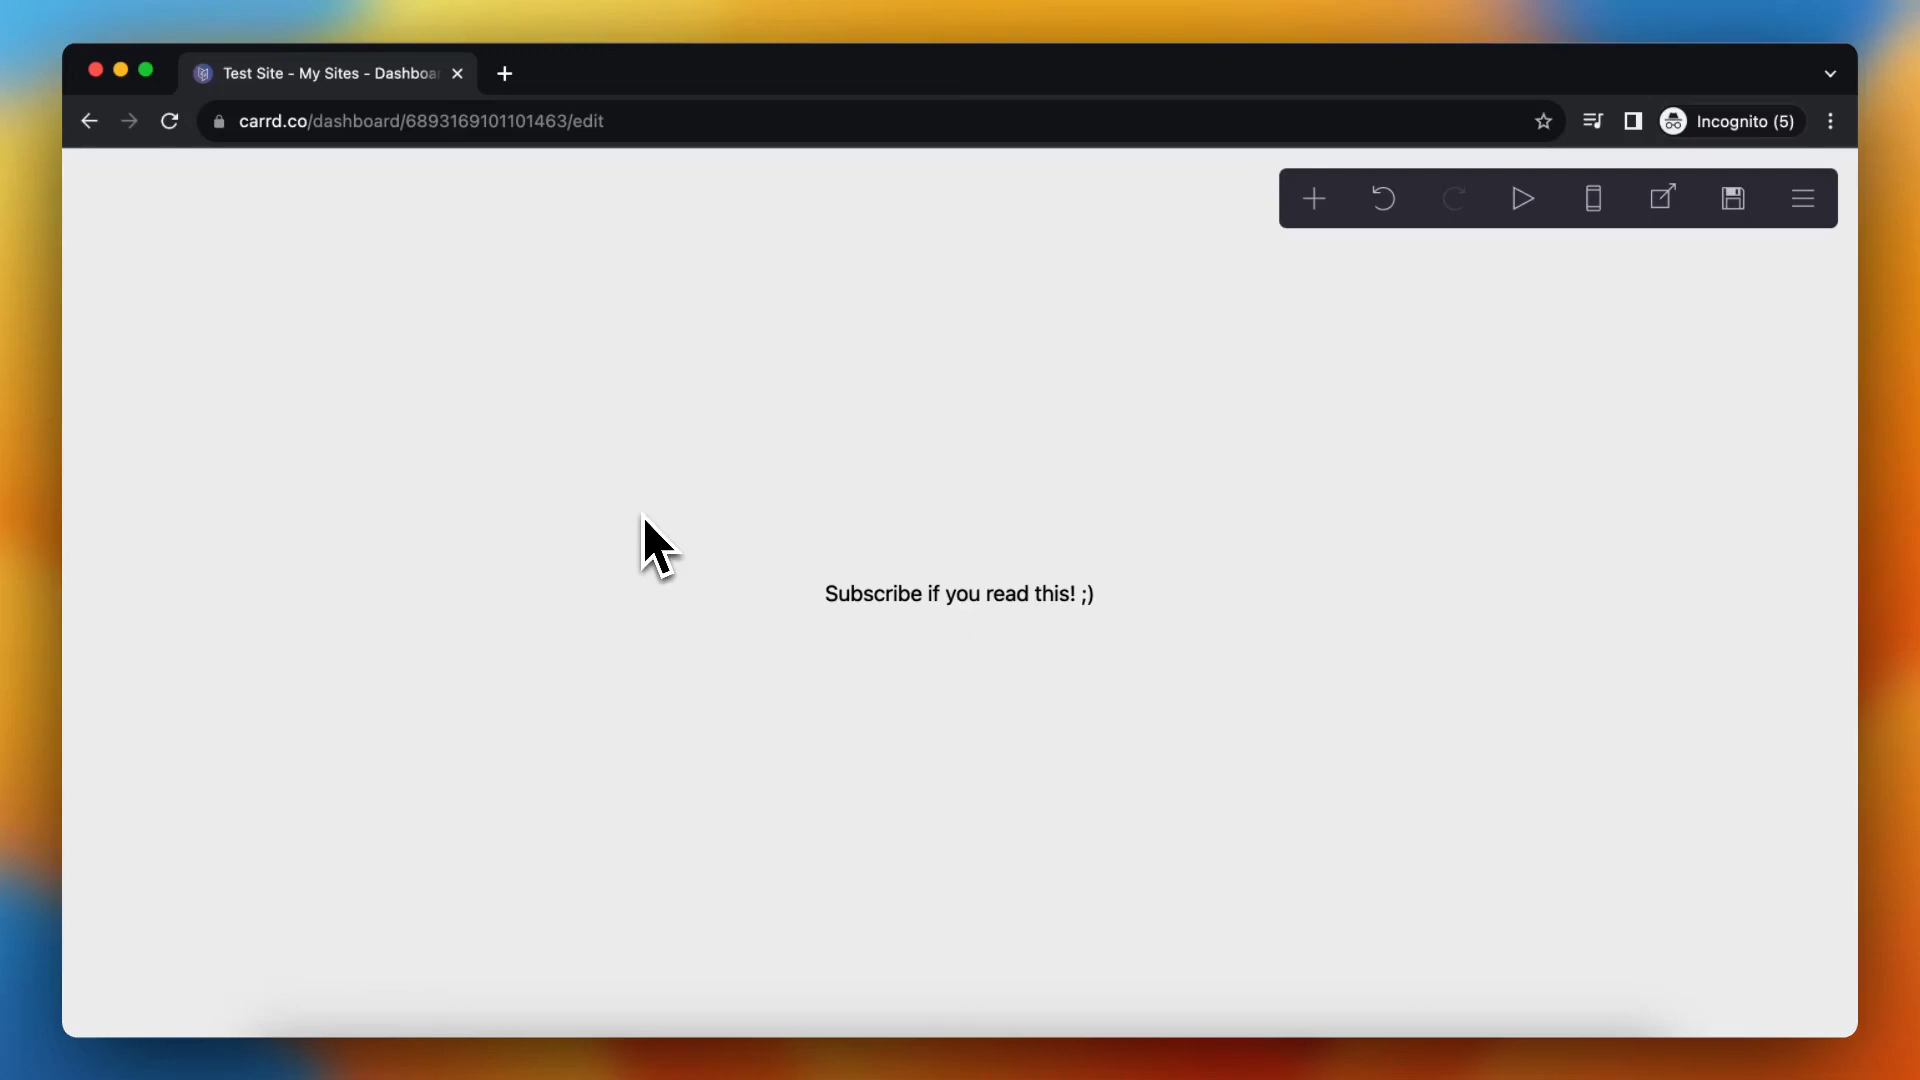 Test Site - My Sites - Dashboa
carrd.co/dashboard/6893169101101463/edit
Incognito (5)
Subscribe if you read this! ;)